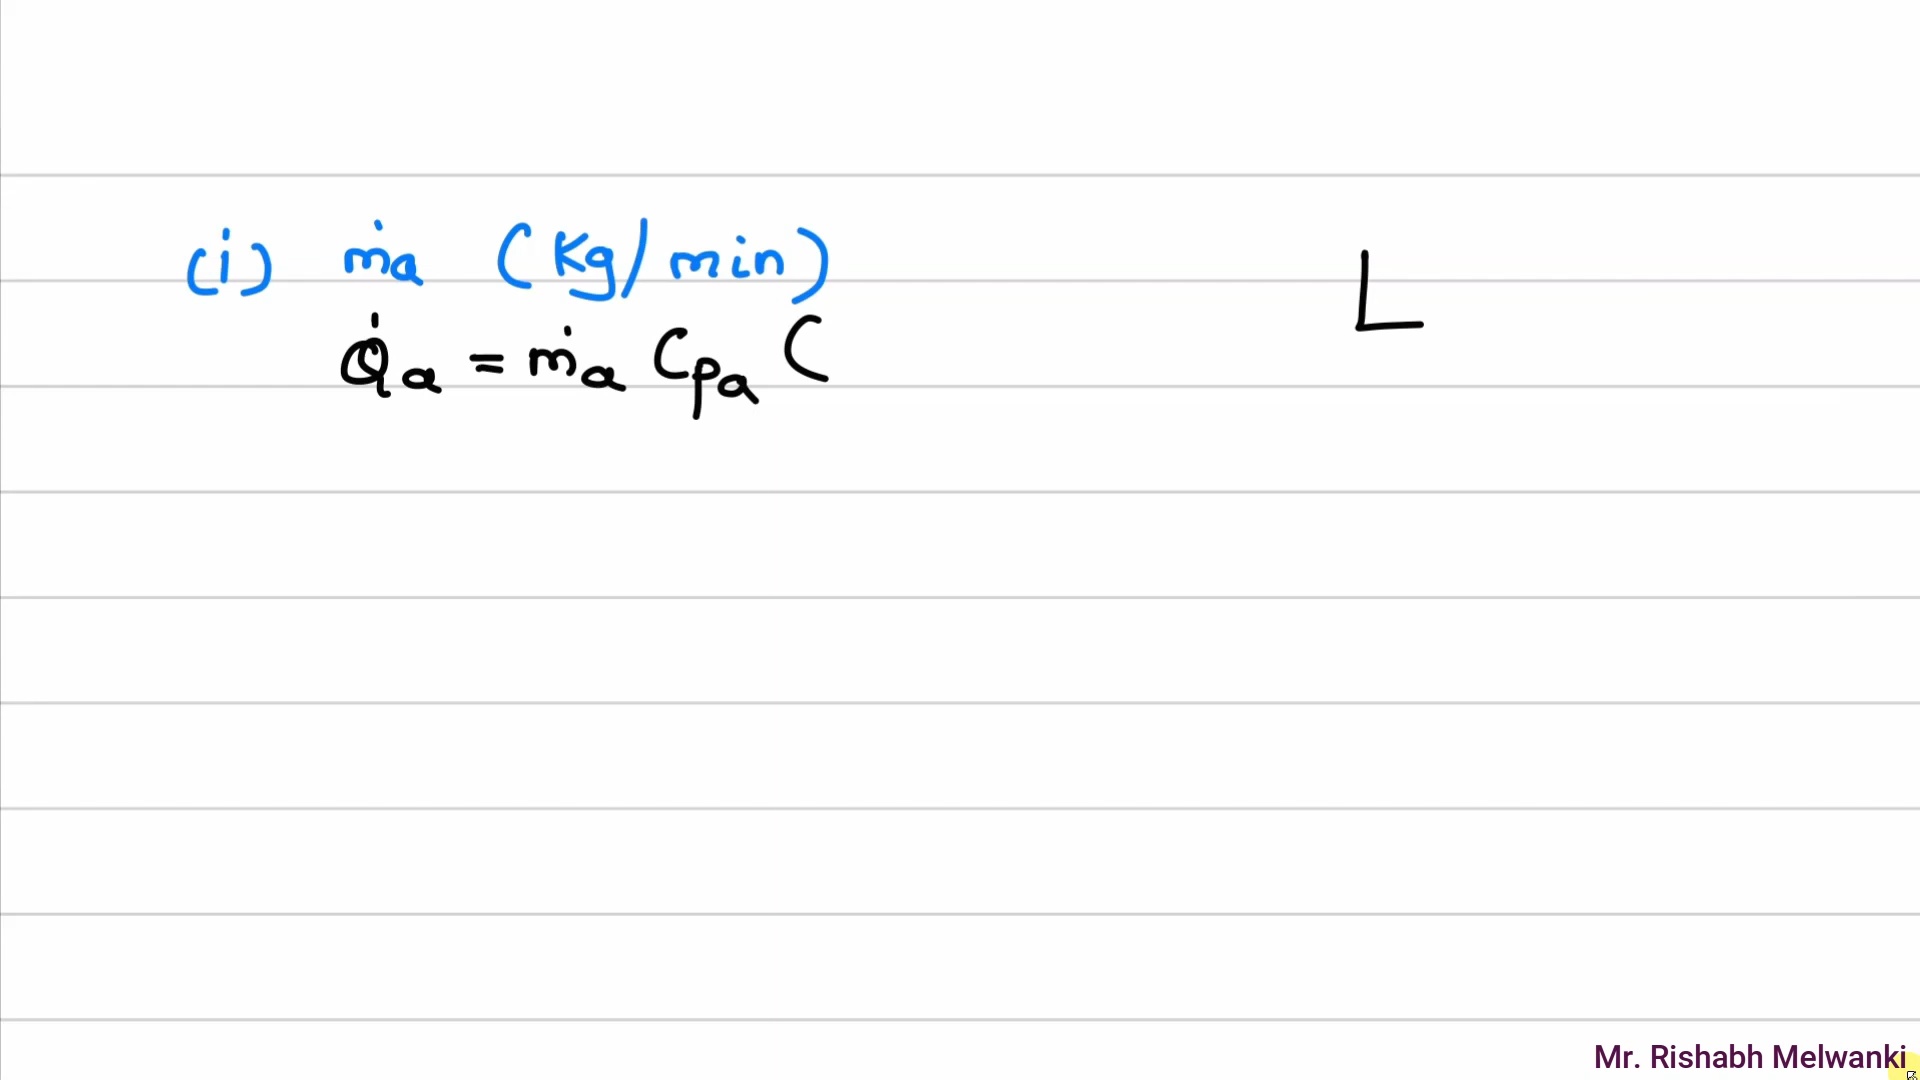 (i) ṁa (Kg/min)
Q̇a = ṁa Cpa (
L
Mr. Rishabh Melwanki